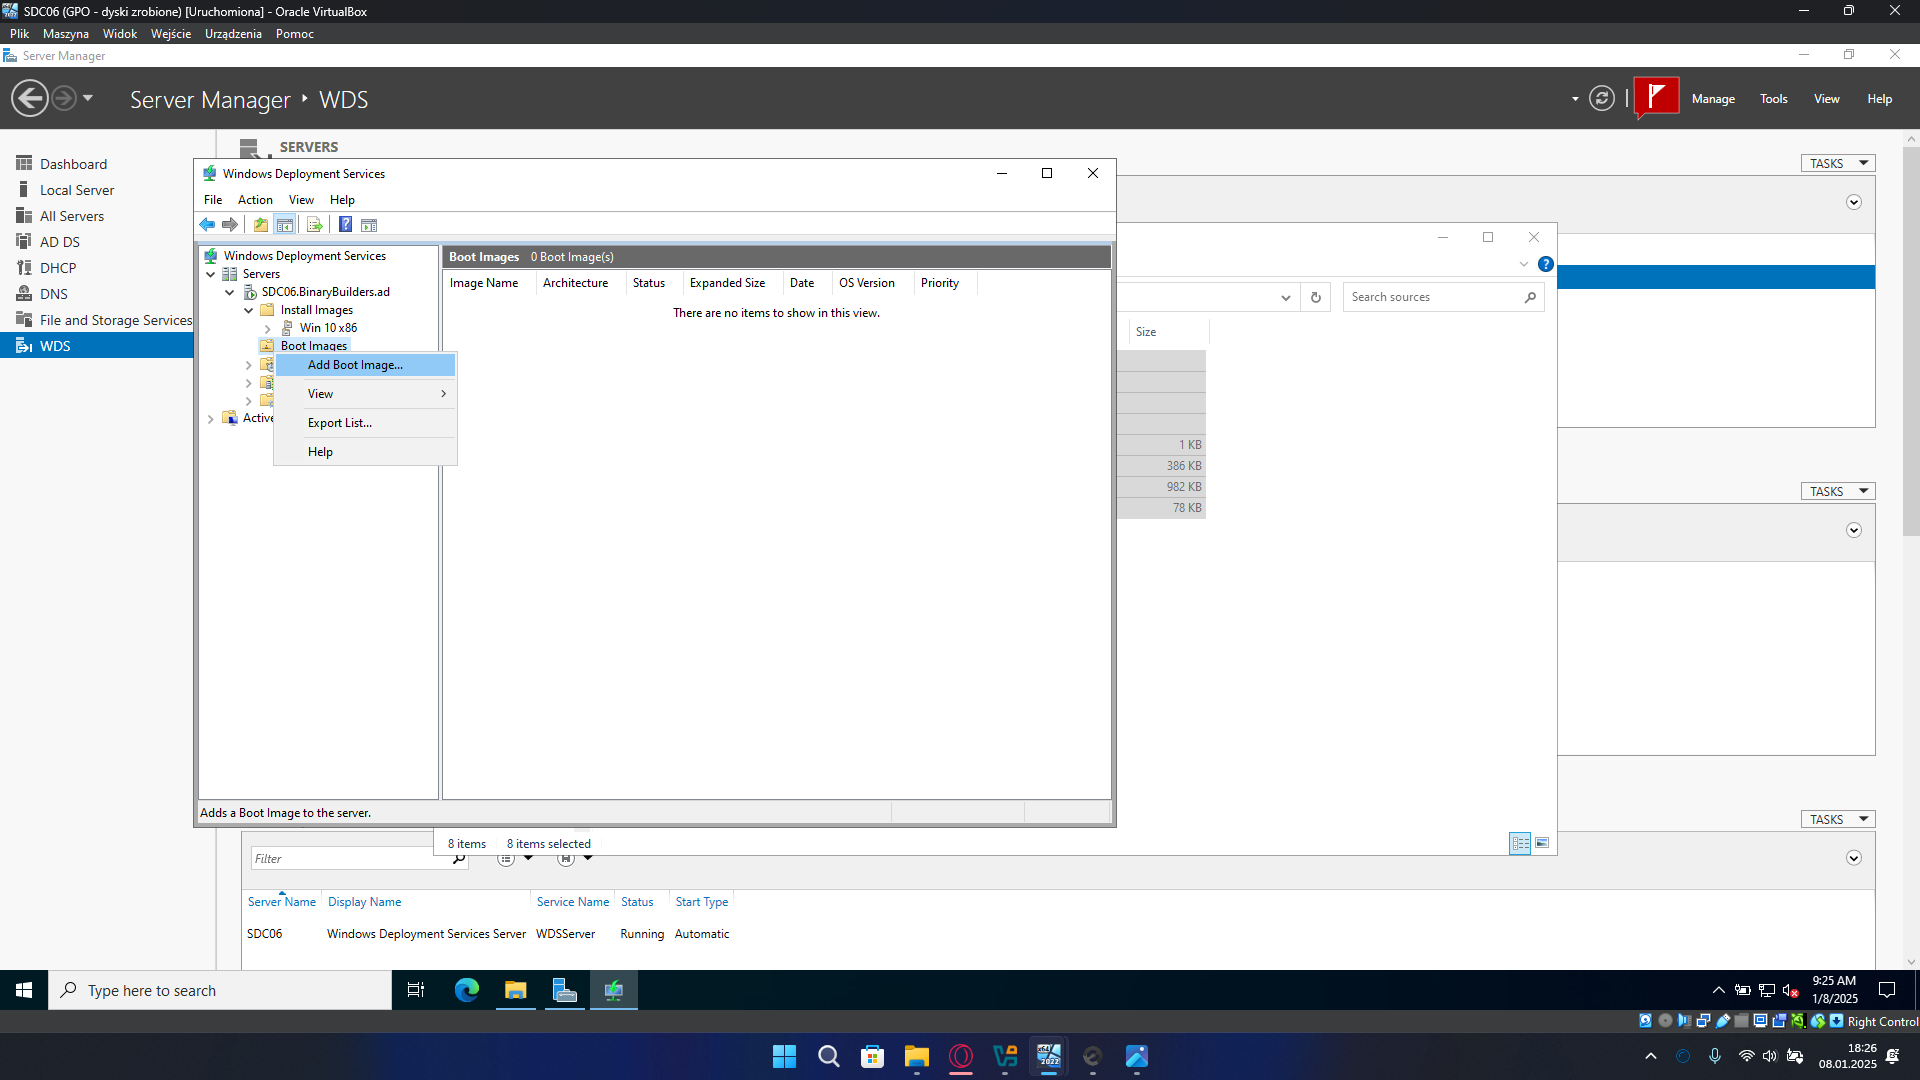 SDC06 (GPO - dyski zrobione) [Uruchomiona] - Oracle VirtualBox
Plik Maszyna Widok Wejście Urządzenia Pomoc
Server Manager
Server Manager ‣ WDS
Manage Tools View Help
Dashboard
Local Server
All Servers
AD DS
DHCP
DNS
File and Storage Services
WDS
SERVERS
TASKS
Windows Deployment Services
File Action View Help
Windows Deployment Services
Servers
SDC06.BinaryBuilders.ad
Install Images
Win 10 x86
Boot Images
Active
Add Boot Image...
View
Export List...
Help
Boot Images 0 Boot Image(s)
Image Name Architecture Status Expanded Size Date OS Version Priority
There are no items to show in this view.
Adds a Boot Image to the server.
Search sources
Size
1 KB
386 KB
982 KB
78 KB
8 items 8 items selected
TASKS
TASKS
Filter
Server Name Display Name Service Name Status Start Type
SDC06 Windows Deployment Services Server WDSServer Running Automatic
Type here to search
9:25 AM
1/8/2025
Right Control
x64
2022
18:26
08.01.2025